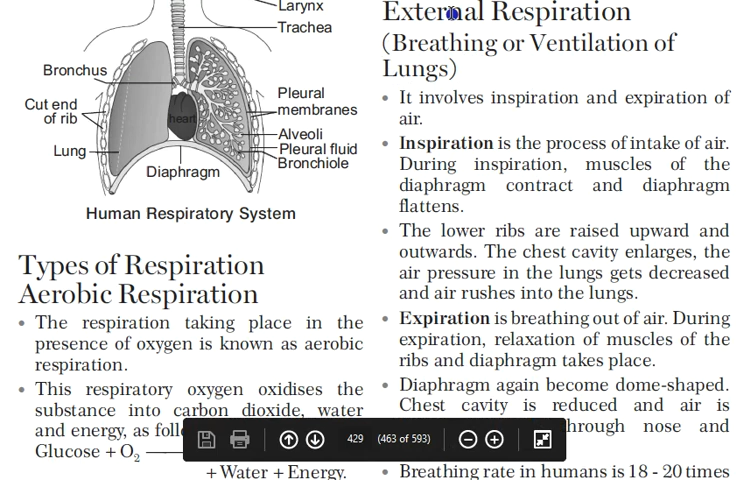 Larynx
Trachea
Bronchus
Cut end
of rib
Pleural
membranes
heart
Alveoli
Lung
Pleural fluid
Bronchiole
Diaphragm
Human Respiratory System
Types of Respiration
Aerobic Respiration
• The respiration taking place in the
presence of oxygen is known as aerobic
respiration.
• This respiratory oxygen oxidises the
substance into carbon dioxide, water
and energy, as
Glucose + O₂
+ Water + Energy.
External Respiration
(Breathing or Ventilation of
Lungs)
• It involves inspiration and expiration of
air.
• Inspiration is the process of intake of air.
During inspiration, muscles of the
diaphragm contract and diaphragm
flattens.
• The lower ribs are raised upward and
outwards. The chest cavity enlarges, the
air pressure in the lungs gets decreased
and air rushes into the lungs.
• Expiration is breathing out of air. During
expiration, relaxation of muscles of the
ribs and diaphragm takes place.
• Diaphragm again become dome-shaped.
Chest cavity is reduced and air is
through nose and
• Breathing rate in humans is 18 - 20 times
429 (463 of 593)